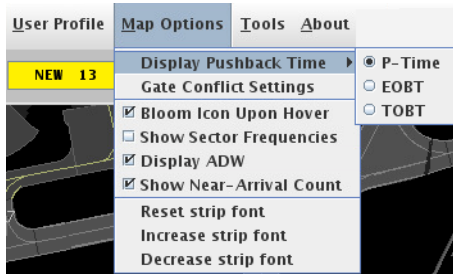 User Profile Map Options Tools About
Display Pushback Time P-Time
NEW 13
Gate Conflict Settings EOBT
Bloom Icon Upon Hover TOBT
Show Sector Frequencies
Display ADW
Show Near-Arrival Count
Reset strip font
Increase strip font
Decrease strip font